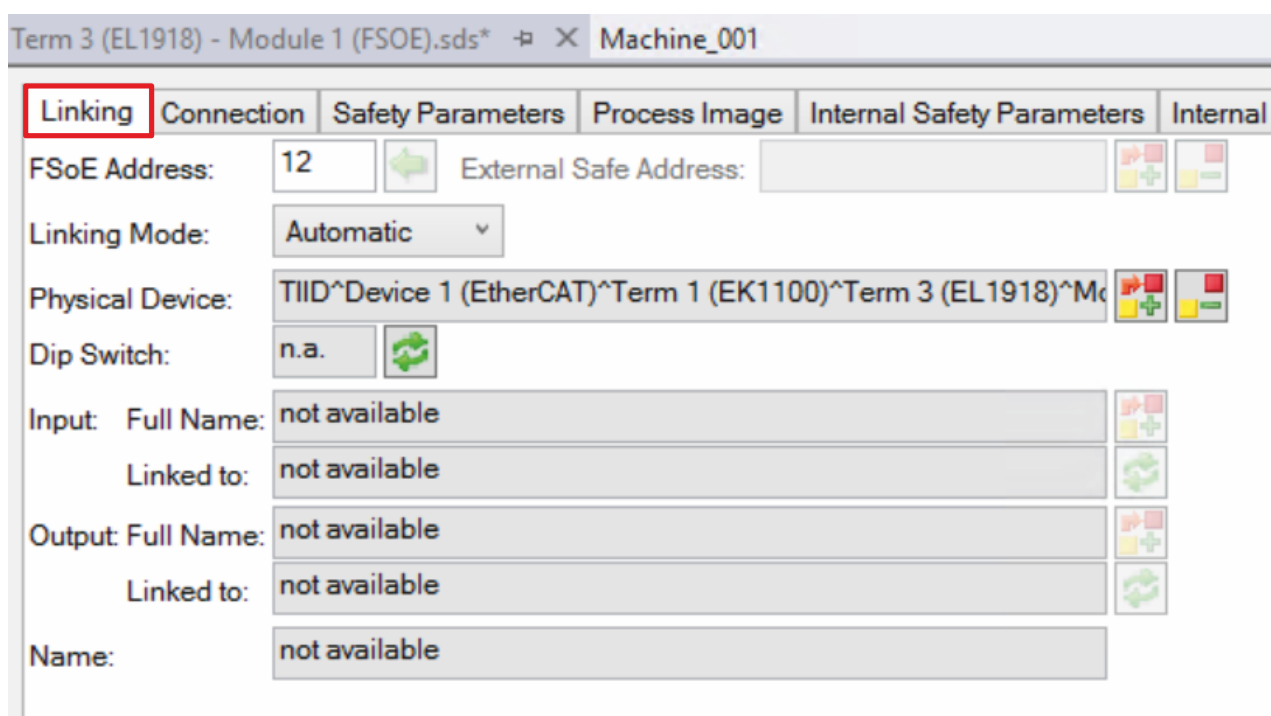 Term 3 (EL1918) - Module 1 (FSOE).sds* Machine_001
Linking Connection Safety Parameters Process Image Internal Safety Parameters Internal
FSoE Address: 12 External Safe Address:
Linking Mode: Automatic
Physical Device: TIID^Device 1 (EtherCAT)^Term 1 (EK1100)^Term 3 (EL1918)^Mo
Dip Switch: n.a.
Input: Full Name: not available
Linked to: not available
Output: Full Name: not available
Linked to: not available
Name: not available